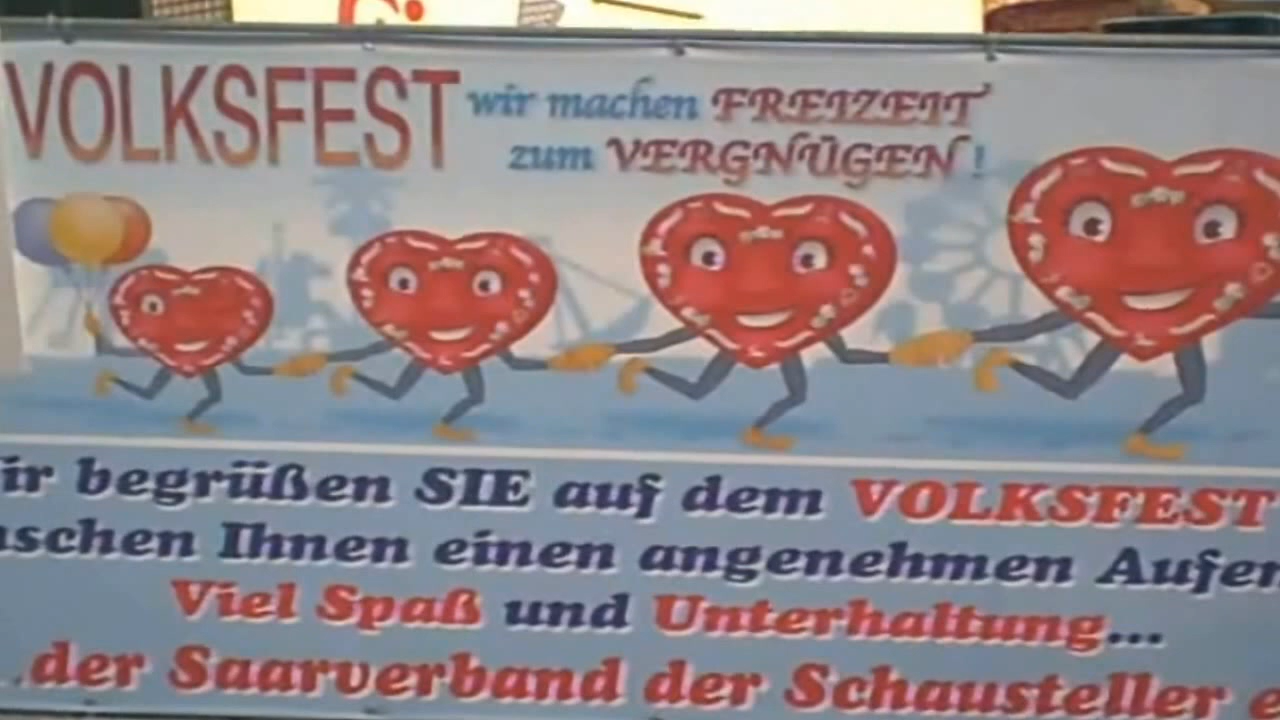 VOLKSFEST wir machen FREIZEIT
zum VERGNÜGEN !
ir begrüßen SIE auf dem VOLKSFEST
nschen Ihnen einen angenehmen Aufen
Viel Spaß und Unterhaltung...
der Saarverband der Schausteller e